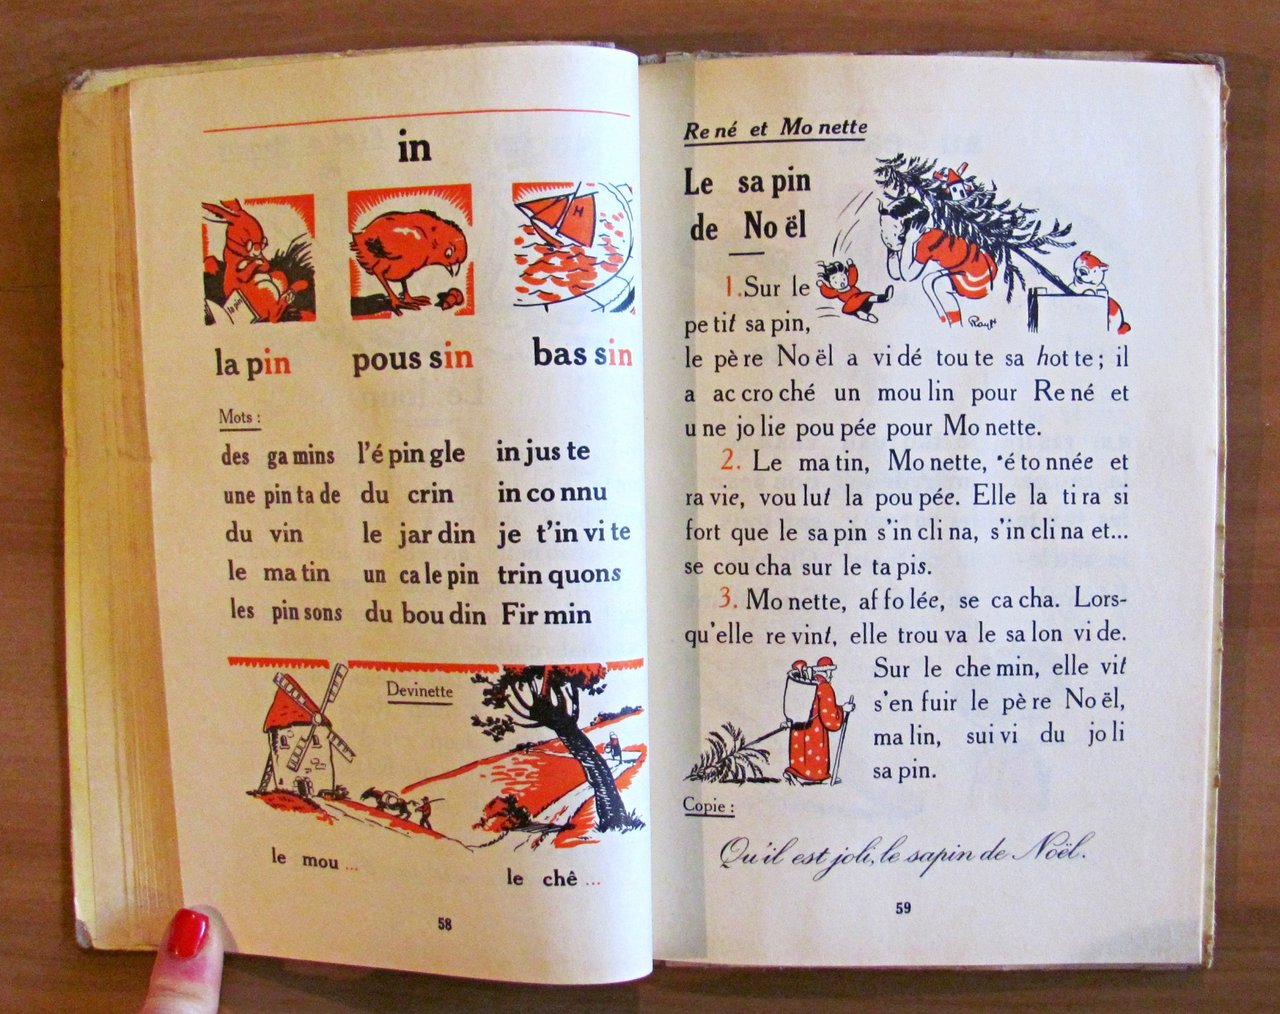 in
la pin pous sin bas sin
Mots :
des ga mins l'é pin gle in jus te
une pin ta de du crin in co nnu
du vin le jar din je t'in vi te
le ma tin un ca le pin trin quons
les pin sons du bou din Fir min
Devinette
le mou ...
le chê ...
58
Re né et Mo nette
Le sa pin
de No ël
1. Sur le
pe tit sa pin,
le pè re No ël a vi dé tou te sa hot te ; il
a ac cro ché un mou lin pour Re né et
u ne jo lie pou pée pour Mo nette.
2. Le ma tin, Mo nette, é to nnée et
ra vie, vou lut la pou pée. Elle la ti ra si
fort que le sa pin s'in cli na, s'in cli na et...
se cou cha sur le ta pis.
3. Mo nette, af fo lée, se ca cha. Lors-
qu'elle re vint, elle trou va le sa lon vi de.
Sur le che min, elle vit
s'en fuir le pè re No ël,
ma lin, sui vi du jo li
sa pin.
Copie :
Qu'il est joli, le sapin de Noël.
59